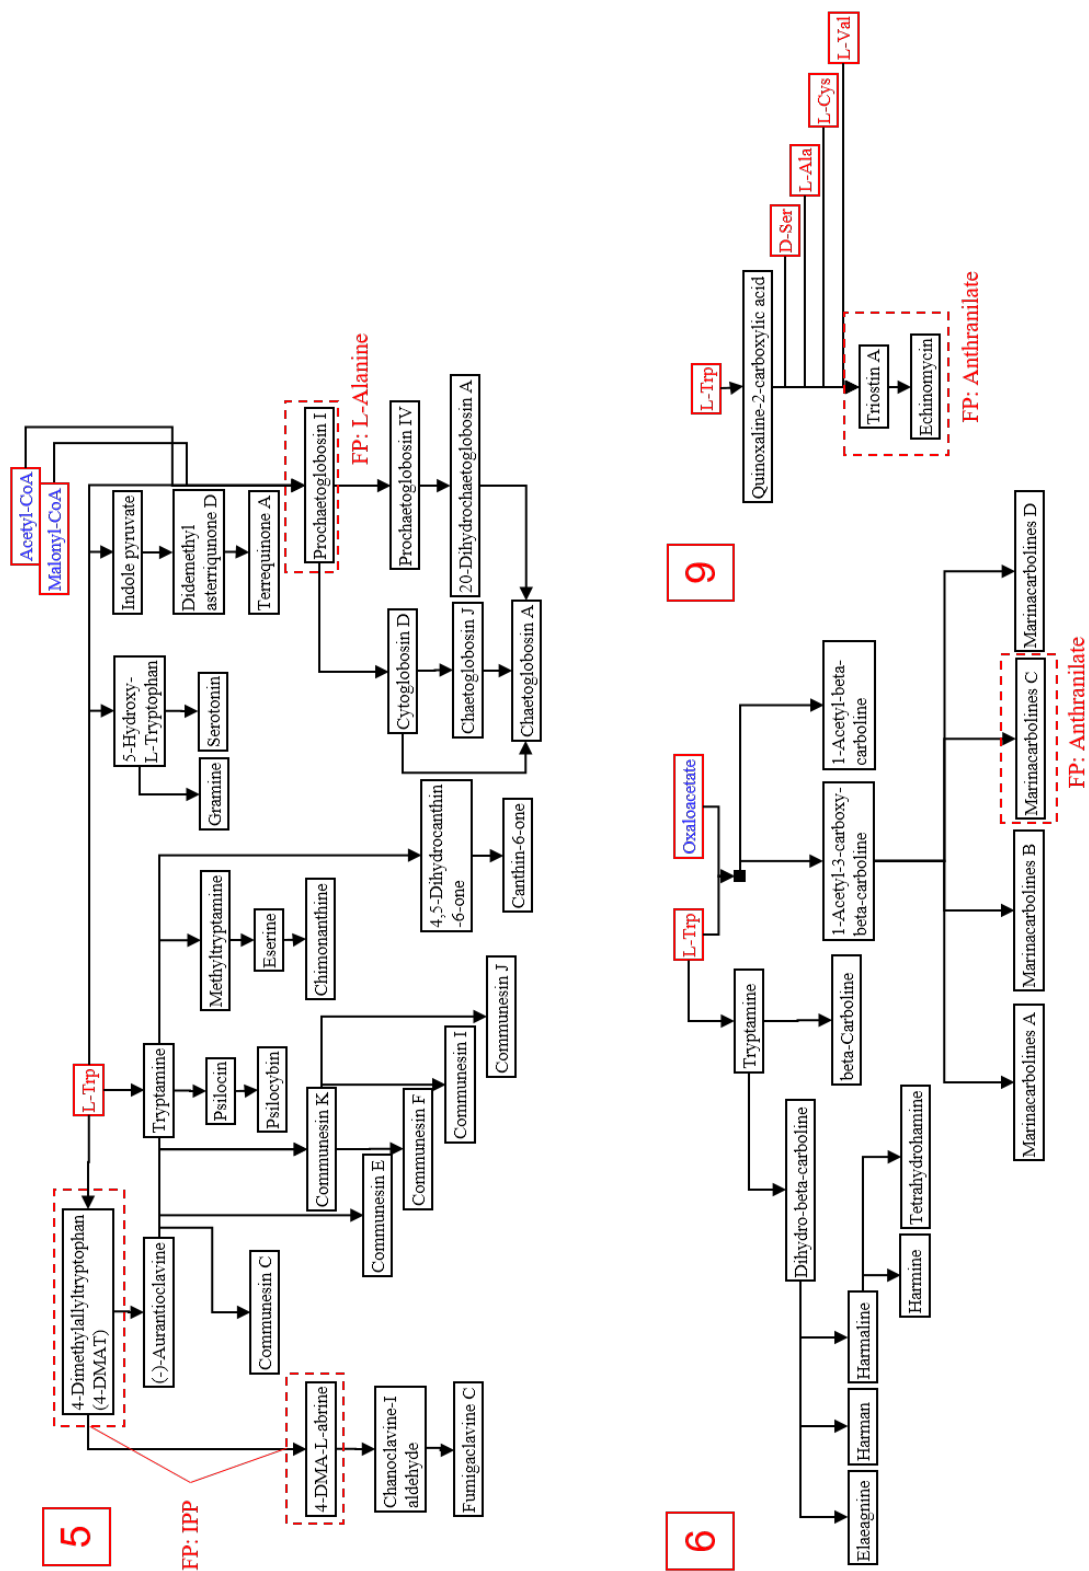 5
FP: IPP
4-Dimethylallyltryptophan
(4-DMAT)
4-DMA-L-abrine
Chanoclavine-I
aldehyde
Fumigaclavine C
(-)-Aurantioclavine
Communesin C
L-Trp
Tryptamine
Psilocin
Psilocybin
Communesin K
Communesin E
Communesin F
Communesin I
Communesin J
Methyltryptamine
Eserine
Chimonanthine
4,5-Dihydrocanthin
-6-one
Canthin-6-one
5-Hydroxy-
L-Tryptophan
Gramine
Serotonin
Acetyl-CoA
Malonyl-CoA
Indole pyruvate
Didemethyl
asterriqunone D
Terrequinone A
Prochaetoglobosin I
FP: L-Alanine
Prochaetoglobosin IV
20-Dihydrochaetoglobosin A
Cytoglobosin D
Chaetoglobosin J
Chaetoglobosin A
6
L-Trp
Oxaloacetate
Tryptamine
beta-Carboline
Dihydro-beta-carboline
Elaeagnine
Harman
Harmaline
Harmine
Tetrahydrohamine
1-Acetyl-3-carboxy-
beta-carboline
1-Acetyl-beta-
carboline
Marinacarbolines A
Marinacarbolines B
Marinacarbolines C
Marinacarbolines D
FP: Anthranilate
9
L-Trp
Quinoxaline-2-carboxylic acid
D-Ser
L-Ala
L-Cys
L-Val
Triostin A
Echinomycin
FP: Anthranilate